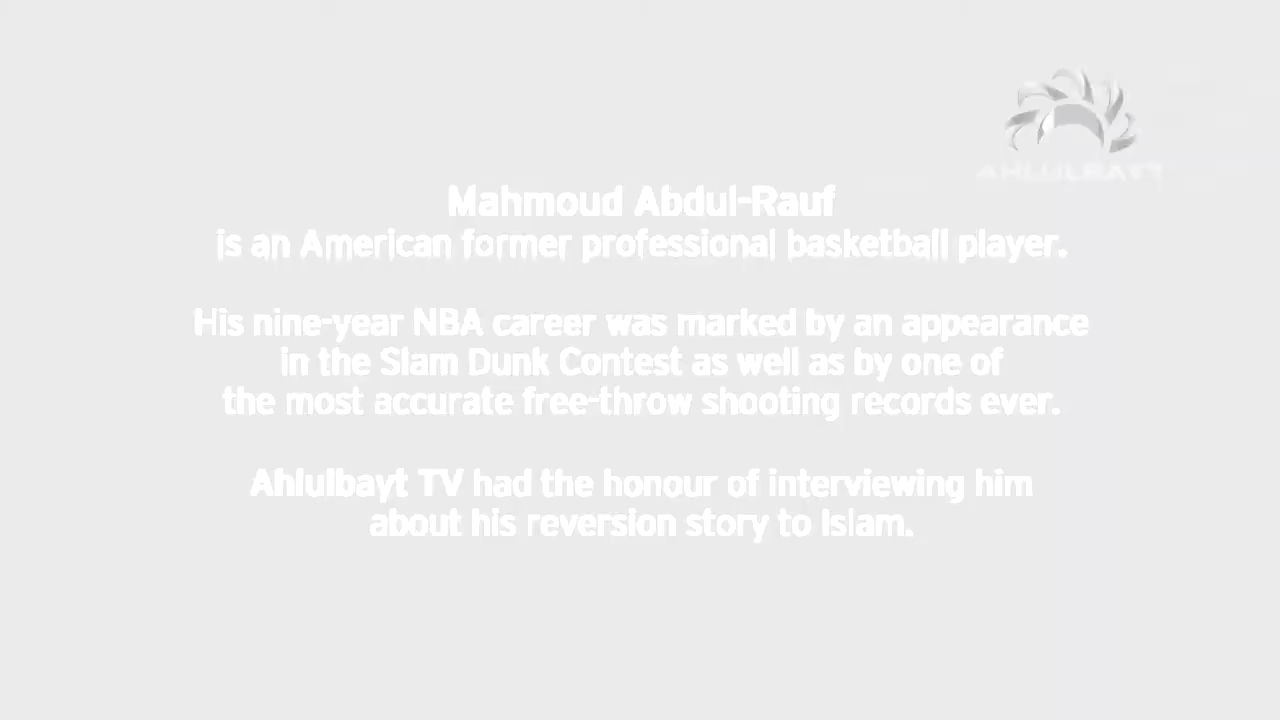 AHLULBAYT
Mahmoud Abdul-Rauf
is an American former professional basketball player.
His nine-year NBA career was marked by an appearance
in the Slam Dunk Contest as well as by one of
the most accurate free-throw shooting records ever.
Ahlulbayt TV had the honour of interviewing him
about his reversion story to Islam.